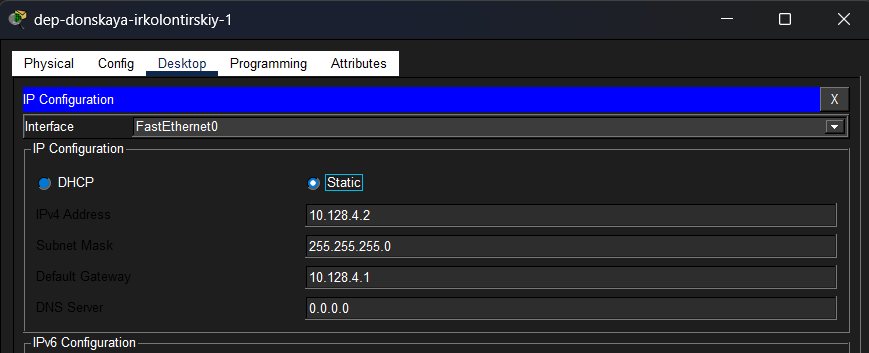 dep-donskaya-irkolontirskiy-1
Physical Config Desktop Programming Attributes
IP Configuration X
Interface FastEthernet0
IP Configuration
DHCP Static
IPv4 Address 10.128.4.2
Subnet Mask 255.255.255.0
Default Gateway 10.128.4.1
DNS Server 0.0.0.0
IPv6 Configuration